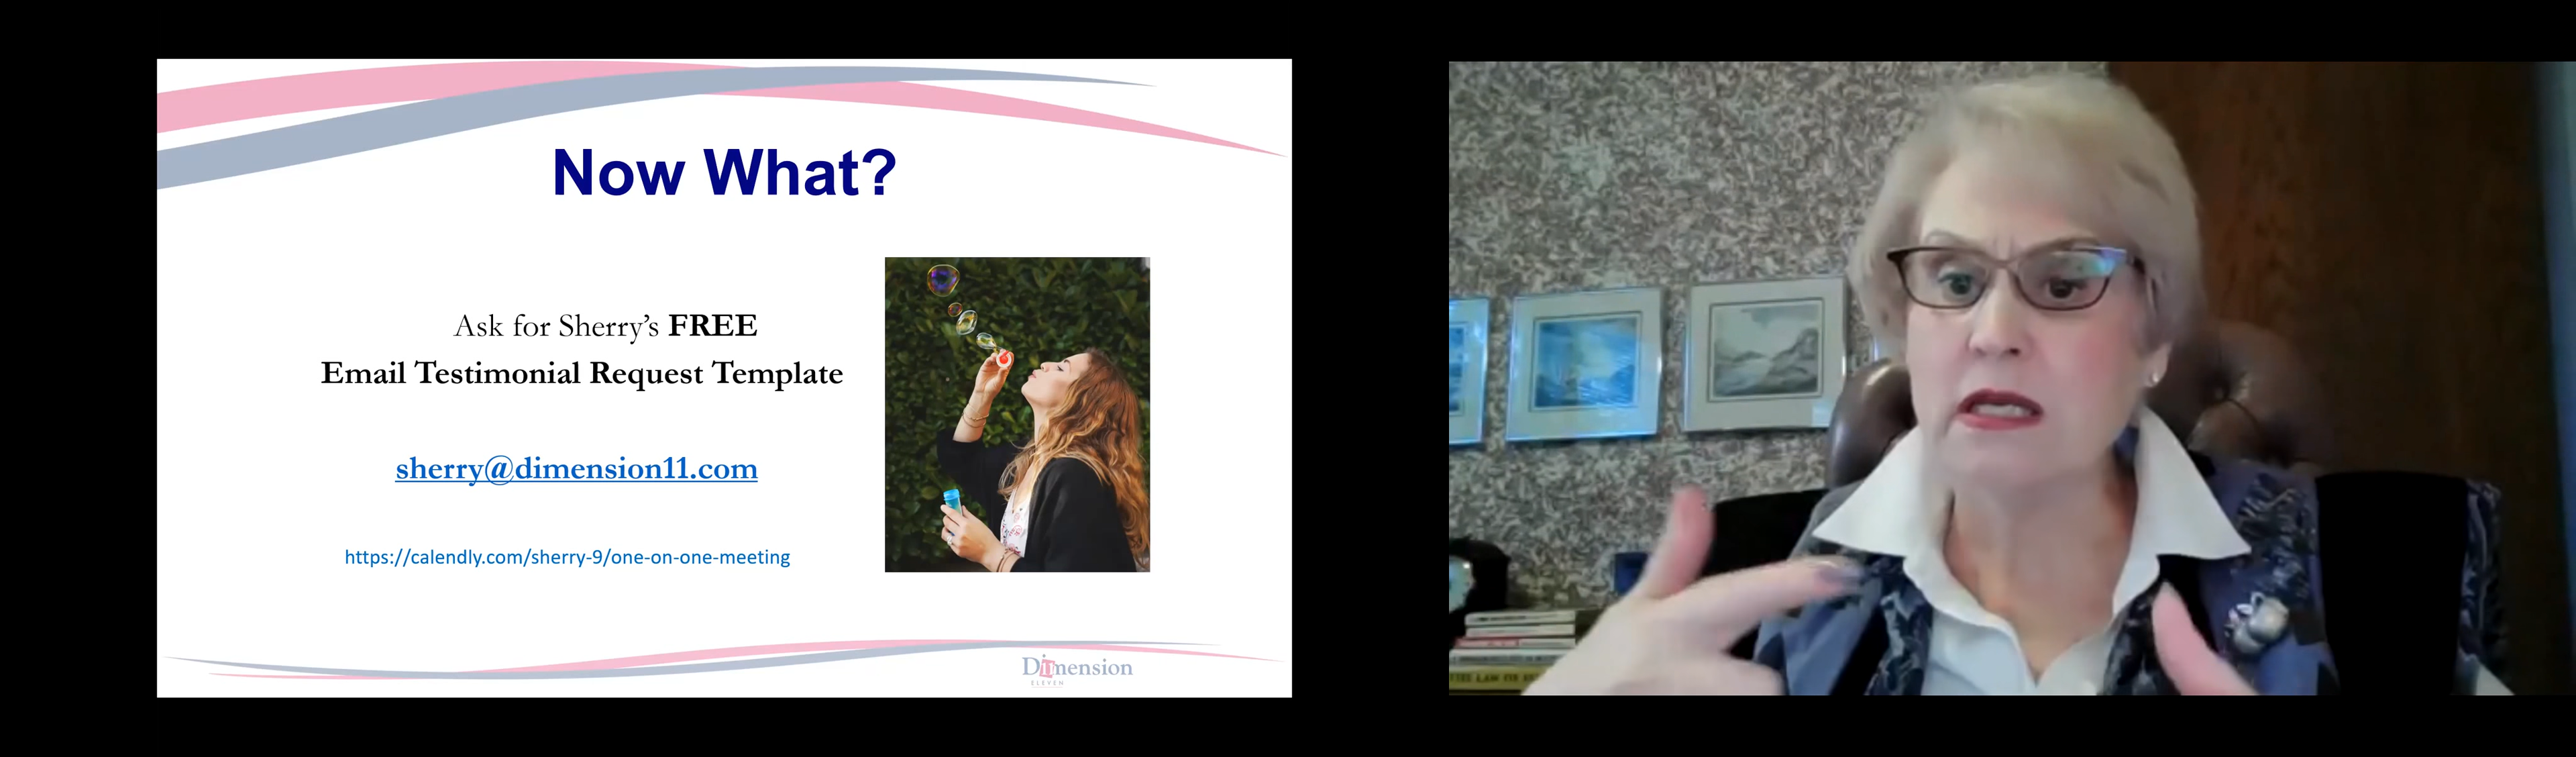 Now What?
Ask for Sherry's FREE
Email Testimonial Request Template
sherry@dimension11.com
https://calendly.com/sherry-9/one-on-one-meeting
Dimension
ELEVEN